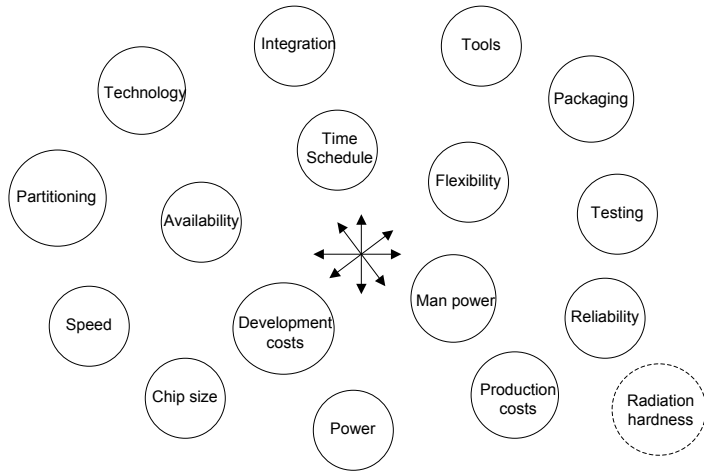 Integration
Tools
Technology
Packaging
Time
Schedule
Flexibility
Partitioning
Availability
Testing
Man power
Speed
Development
costs
Reliability
Chip size
Production
costs
Radiation
hardness
Power